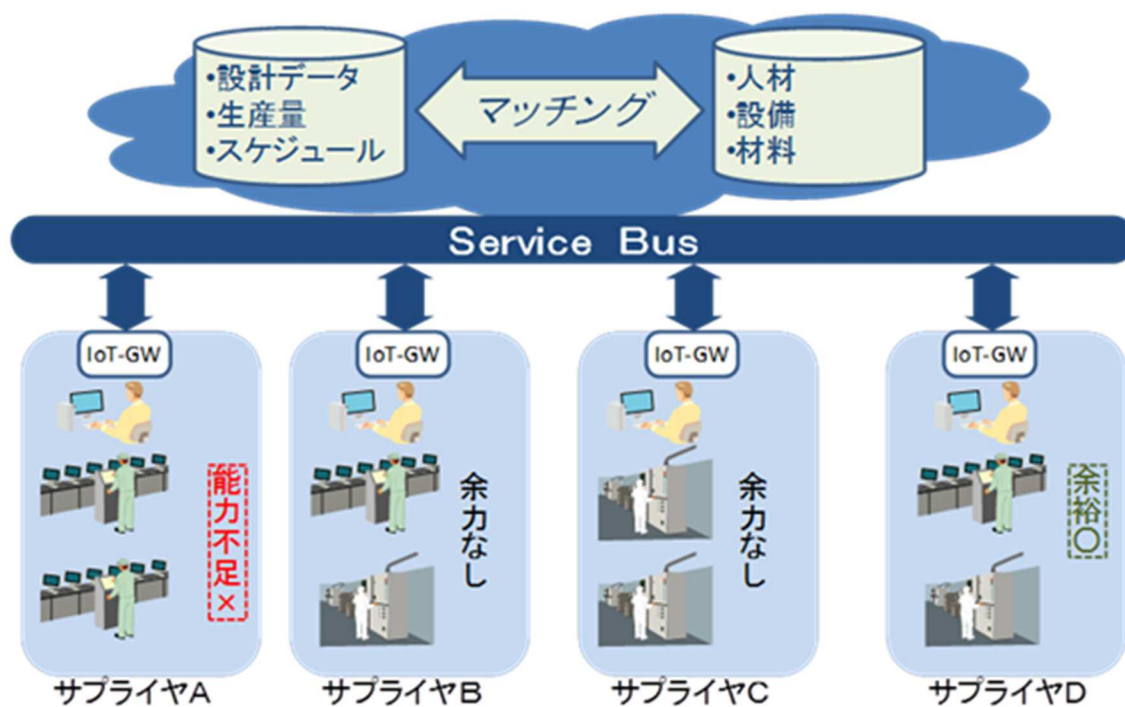 •設計データ
•生産量
•スケジュール
マッチング
•人材
•設備
•材料
Service Bus
IoT-GW
IoT-GW
IoT-GW
IoT-GW
能力不足×
余力なし
余力なし
余裕〇
サプライヤA
サプライヤB
サプライヤC
サプライヤD